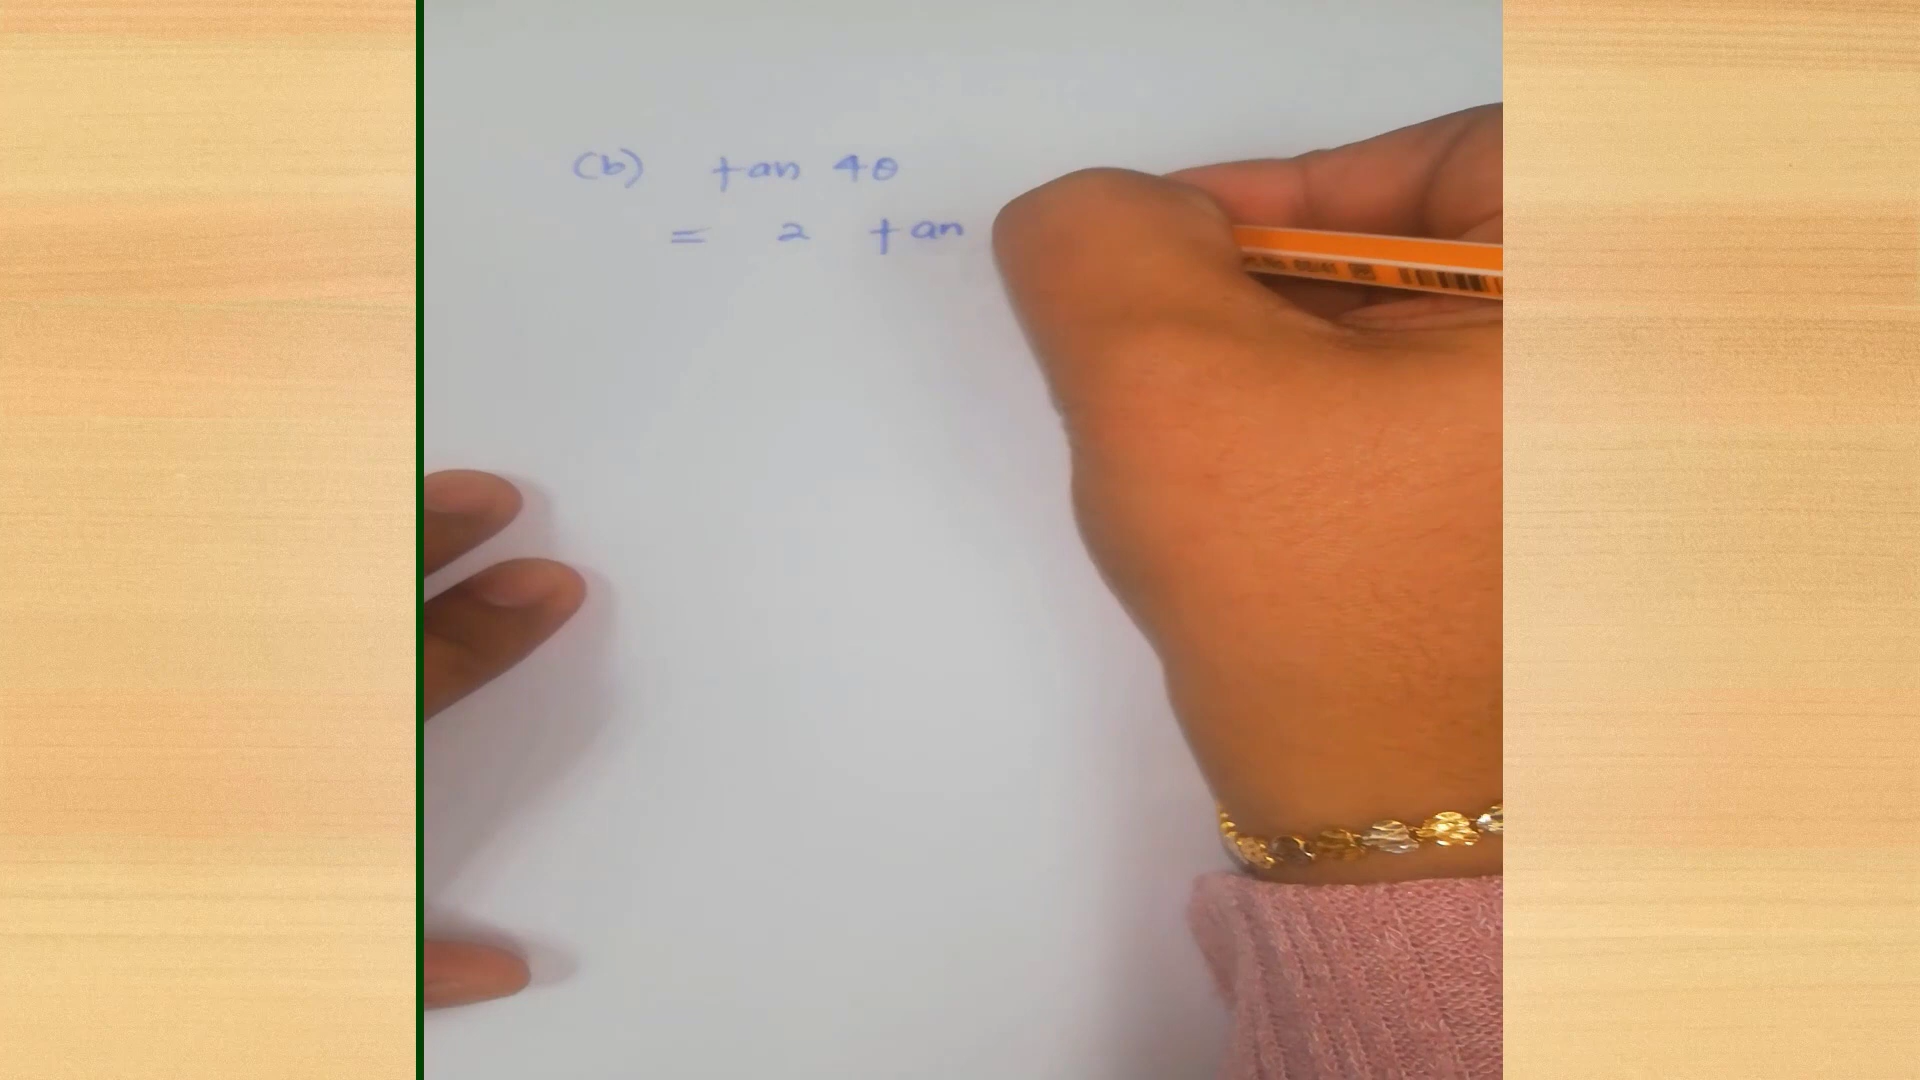 (b) tan 4θ
= 2 tan